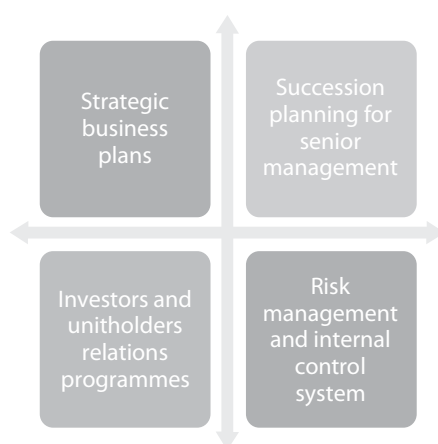 Strategic
business
plans
Succession
planning for
senior
management
Investors and
unitholders
relations
programmes
Risk
management
and internal
control
system